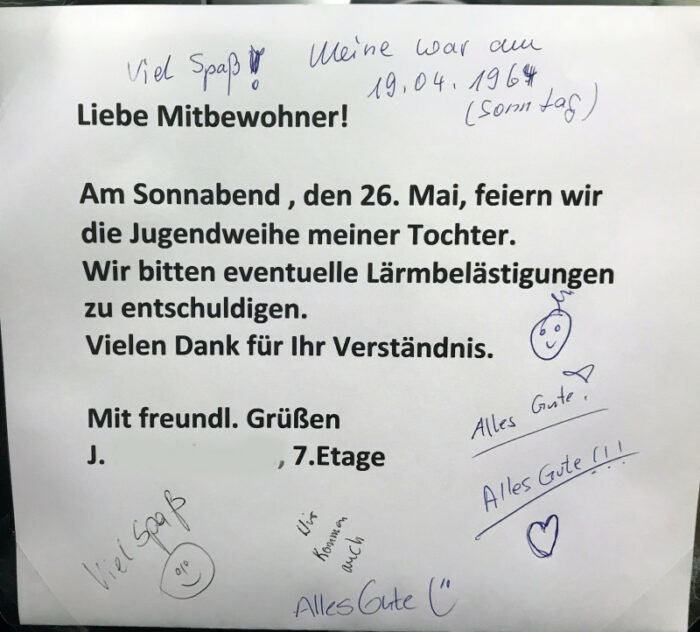 Viel Spaß! Meine war am
19.04.1964
(Sonntag)
Liebe Mitbewohner!
Am Sonnabend , den 26. Mai, feiern wir
die Jugendweihe meiner Tochter.
Wir bitten eventuelle Lärmbelästigungen
zu entschuldigen.
Vielen Dank für Ihr Verständnis.
Mit freundl. Grüßen
J. , 7.Etage
Alles Gute!
Alles Gute!!!
Viel Spaß
Wir
kommen
auch
Alles Gute